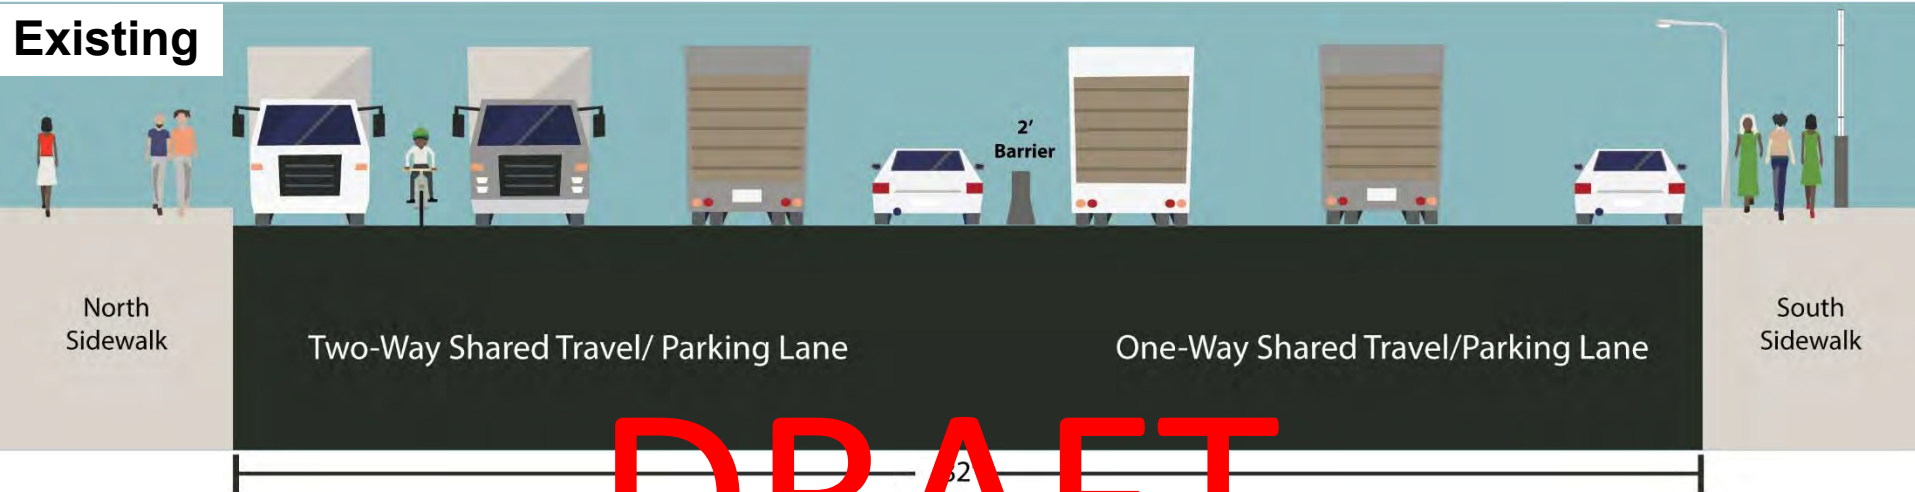 Existing
2'
Barrier
North
Sidewalk
Two-Way Shared Travel/ Parking Lane
One-Way Shared Travel/Parking Lane
South
Sidewalk
DRAFT